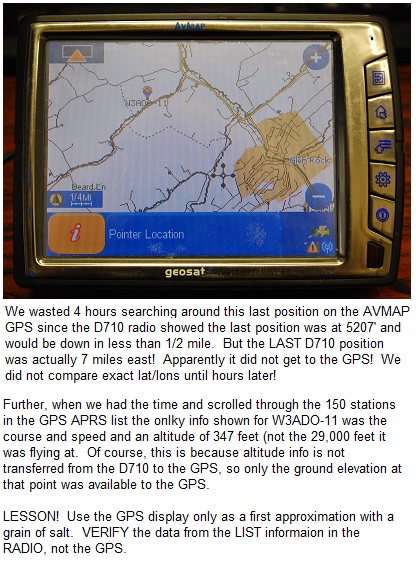 AVMAP
W3ADO-11
Glen Rock
Beard Ln
1/4Mi
Pointer Location
geosat
We wasted 4 hours searching around this last position on the AVMAP
GPS since the D710 radio showed the last position was at 5207' and
would be down in less than 1/2 mile.  But the LAST D710 position
was actually 7 miles east!  Apparently it did not get to the GPS!  We
did not compare exact lat/lons until hours later!
Further, when we had the time and scrolled through the 150 stations
in the GPS APRS list the onlky info shown for W3ADO-11 was the
course and speed and an altitude of 347 feet (not the 29,000 feet it
was flying at.  Of course, this is because altitude info is not
transferred from the D710 to the GPS, so only the ground elevation at
that point was available to the GPS.
LESSON!  Use the GPS display only as a first approximation with a
grain of salt.  VERIFY the data from the LIST informaion in the
RADIO, not the GPS.